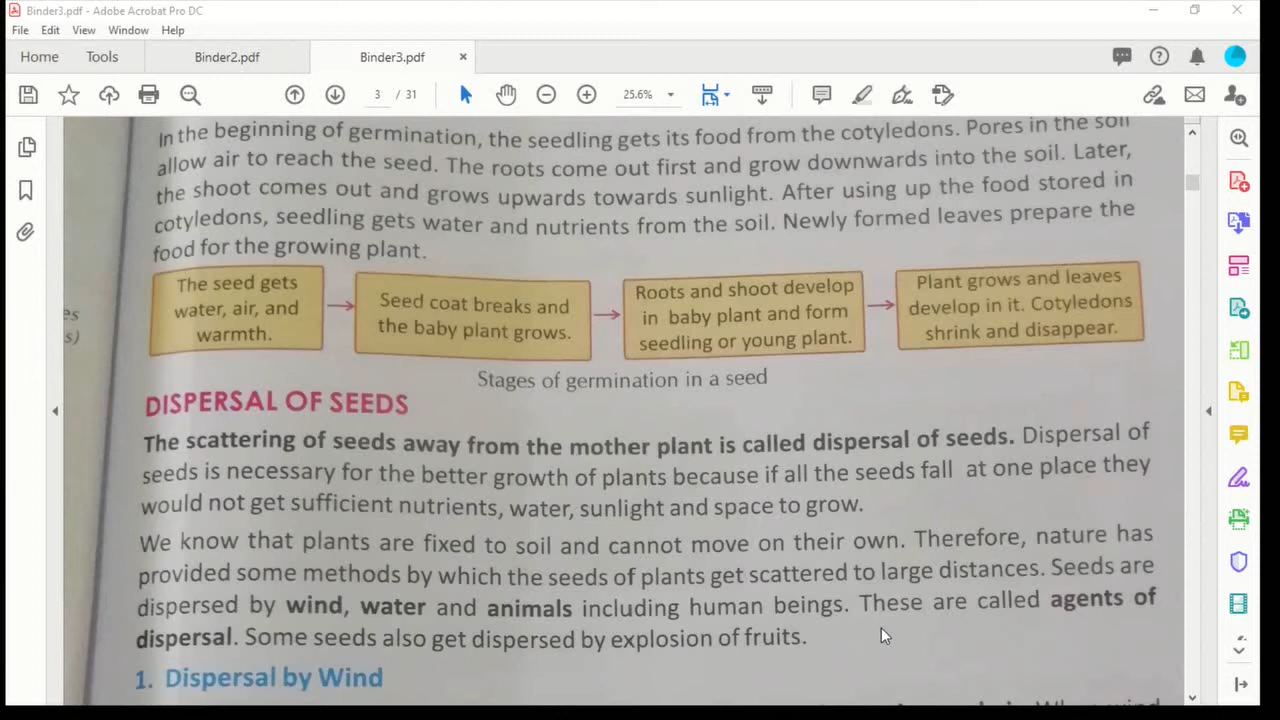 Binder3.pdf - Adobe Acrobat Pro DC
File Edit View Window Help
Home Tools Binder2.pdf Binder3.pdf ×
3 / 31 25.6%
In the beginning of germination, the seedling gets its food from the cotyledons. Pores in the soil
allow air to reach the seed. The roots come out first and grow downwards into the soil. Later,
the shoot comes out and grows upwards towards sunlight. After using up the food stored in
cotyledons, seedling gets water and nutrients from the soil. Newly formed leaves prepare the
food for the growing plant.
es
s)
The seed gets
water, air, and
warmth.
Seed coat breaks and
the baby plant grows.
Roots and shoot develop
in baby plant and form
seedling or young plant.
Plant grows and leaves
develop in it. Cotyledons
shrink and disappear.
Stages of germination in a seed
DISPERSAL OF SEEDS
The scattering of seeds away from the mother plant is called dispersal of seeds. Dispersal of
seeds is necessary for the better growth of plants because if all the seeds fall at one place they
would not get sufficient nutrients, water, sunlight and space to grow.
We know that plants are fixed to soil and cannot move on their own. Therefore, nature has
provided some methods by which the seeds of plants get scattered to large distances. Seeds are
dispersed by wind, water and animals including human beings. These are called agents of
dispersal. Some seeds also get dispersed by explosion of fruits.
1. Dispersal by Wind